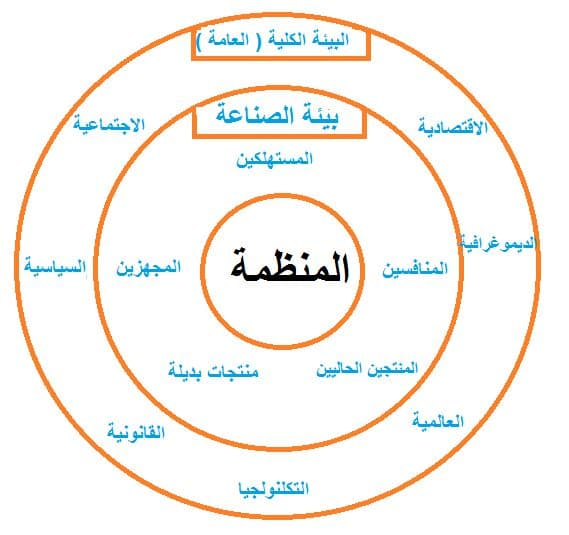 البيئة الكلية ( العامة )
الاجتماعية
الاقتصادية
بيئة الصناعة
المستهلكين
الديموغرافية
المنظمة
المنافسين
المجهزين
السياسية
المنتجين الحاليين
منتجات بديلة
العالمية
القانونية
التكلنولوجيا